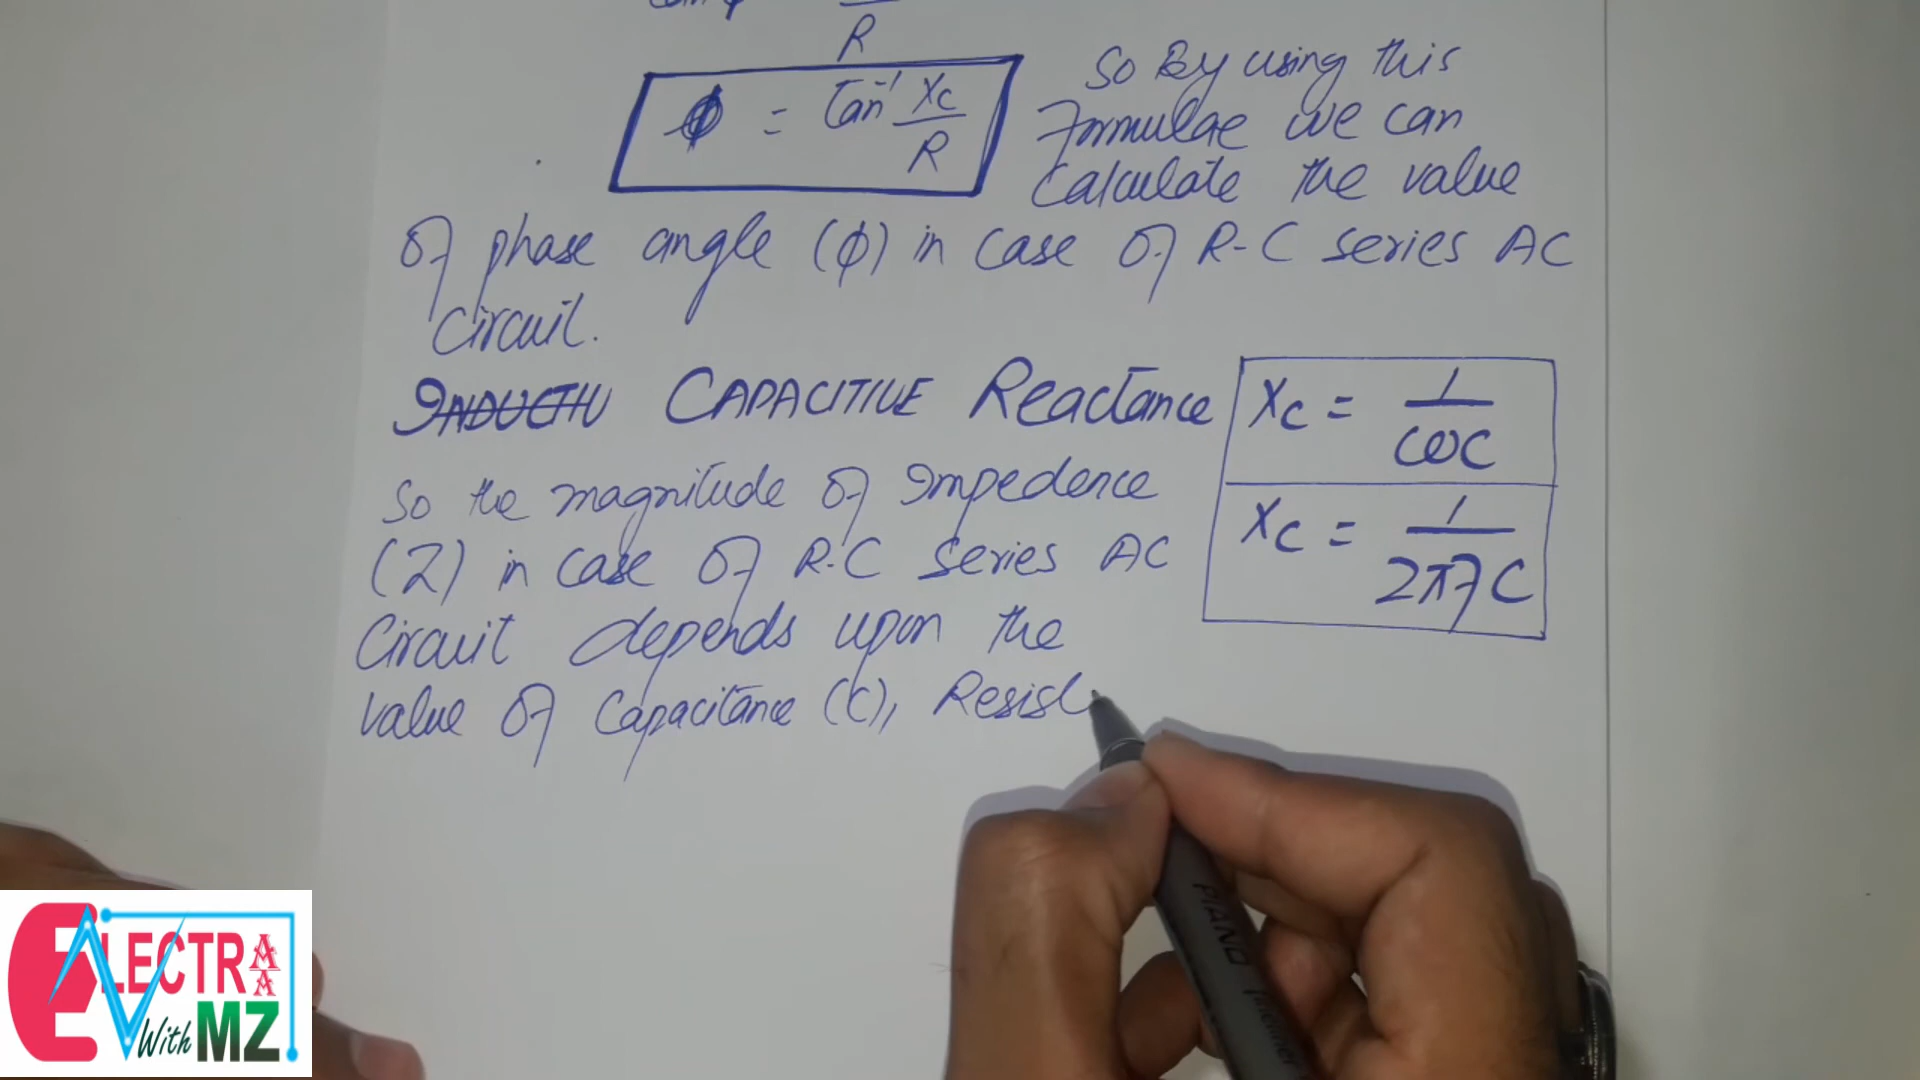 R
ϕ = tan⁻¹ Xc / R
So By using this
Formulae we can
calculate the value
of phase angle (ϕ) in case of R-C series AC
Circuit.
CAPACITIVE Reactance
Xc = 1 / ωC
Xc = 1 / 2πfC
So the magnitude of Impedence
(Z) in case of R.C series AC
Circuit depends upon the
value of Capacitance (C), Resist
PIANO
ELECTRA
With MZ